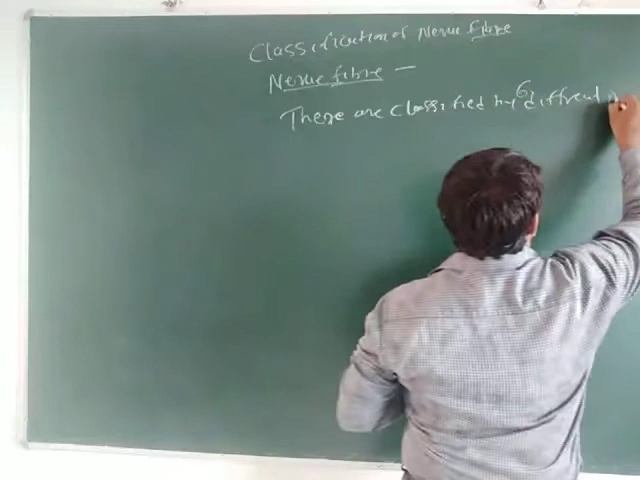 Classification of Nerve fibre
Nerve fibre —
These are classified by 6 different